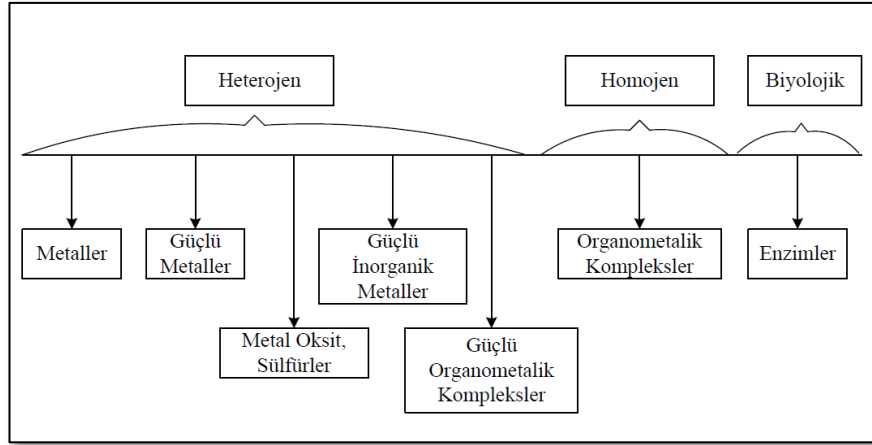 Heterojen
Homojen
Biyolojik
Metaller
Güçlü
Metaller
Güçlü
İnorganik
Metaller
Organometalik
Kompleksler
Enzimler
Metal Oksit,
Sülfürler
Güçlü
Organometalik
Kompleksler